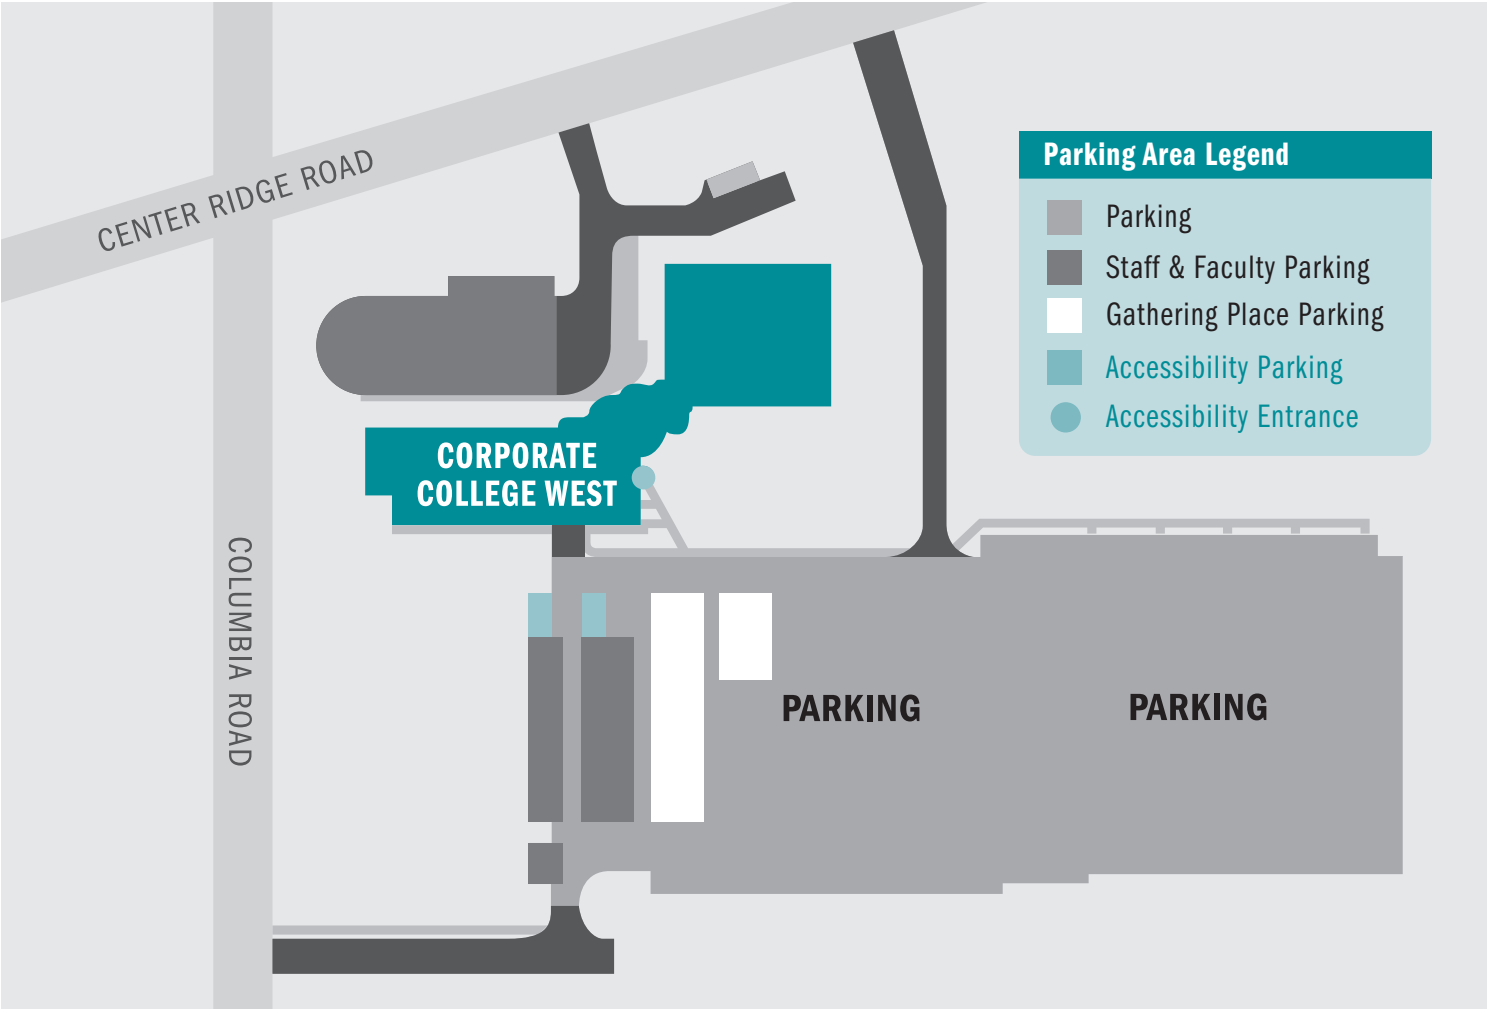 CENTER RIDGE ROAD
Parking Area Legend
Parking
Staff & Faculty Parking
Gathering Place Parking
Accessibility Parking
Accessibility Entrance
CORPORATE
COLLEGE WEST
COLUMBIA ROAD
PARKING
PARKING